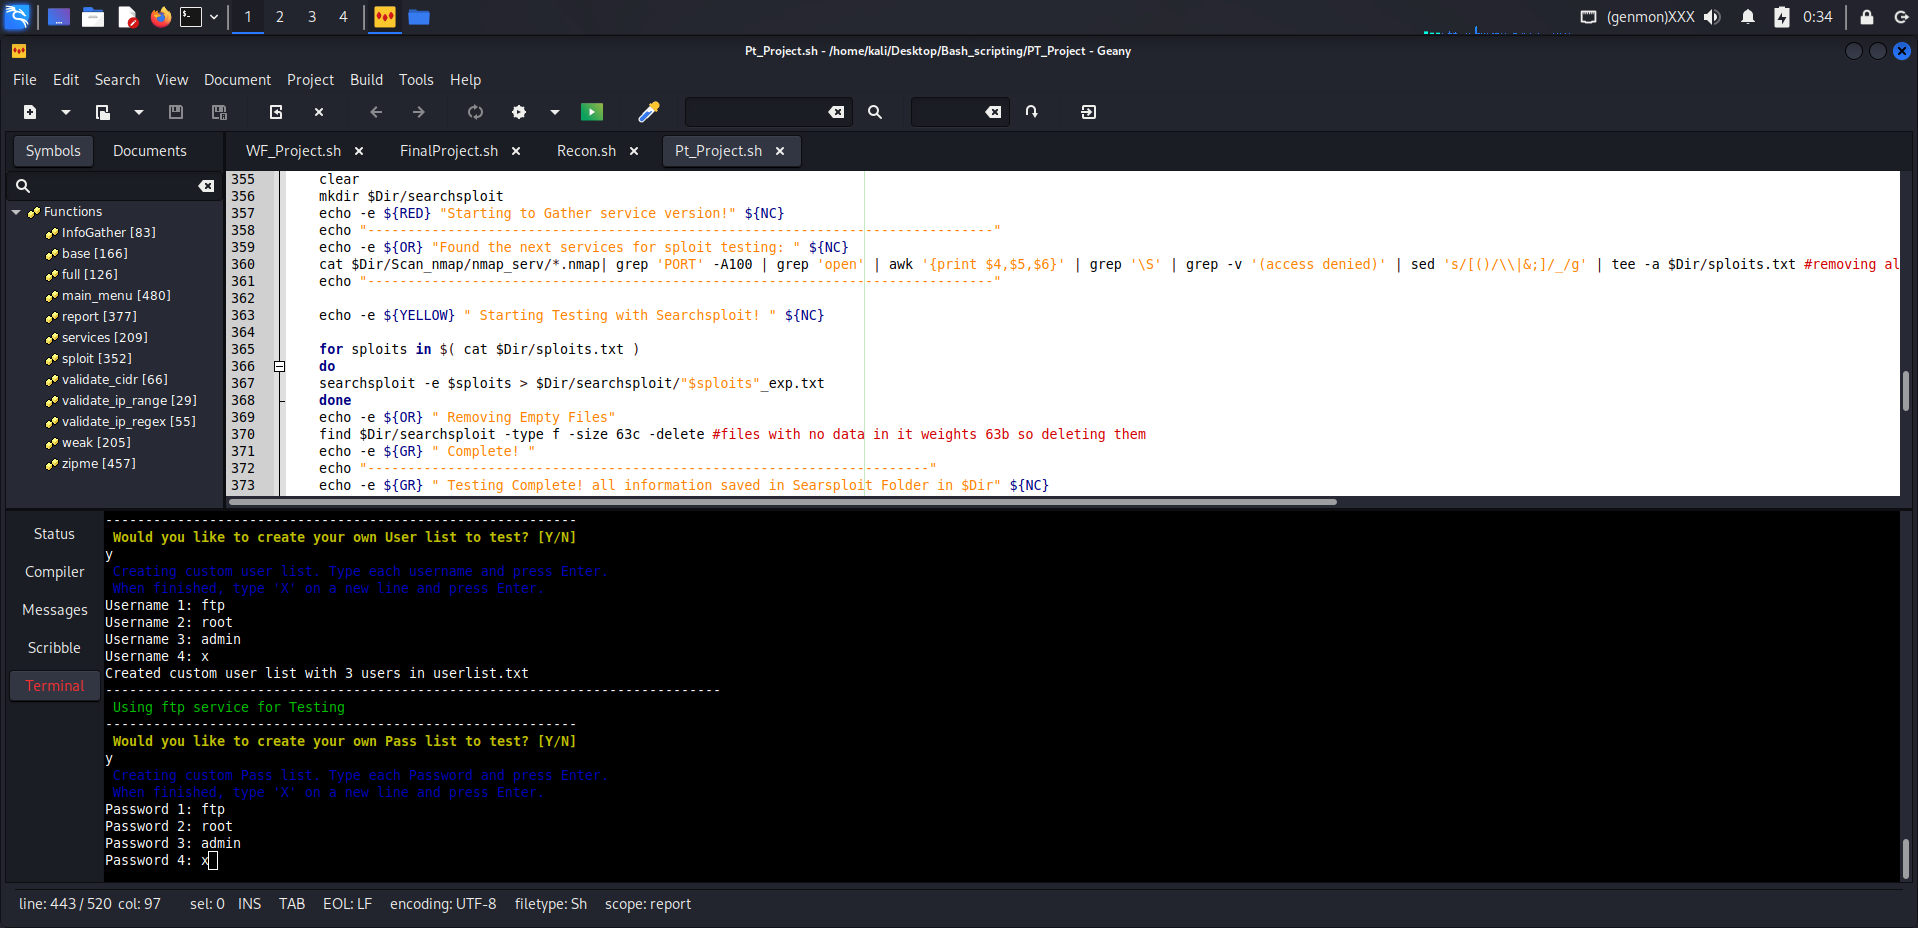 1 2 3 4 (genmon)XXX 0:34
Pt_Project.sh - /home/kali/Desktop/Bash_scripting/PT_Project - Geany
File Edit Search View Document Project Build Tools Help
Symbols Documents WF_Project.sh FinalProject.sh Recon.sh Pt_Project.sh
Functions
InfoGather [83]
base [166]
full [126]
main_menu [480]
report [377]
services [209]
sploit [352]
validate_cidr [66]
validate_ip_range [29]
validate_ip_regex [55]
weak [205]
zipme [457]
355 clear
356 mkdir $Dir/searchsploit
357 echo -e ${RED} "Starting to Gather service version!" ${NC}
358 echo "------------------------------------------------------------------------------"
359 echo -e ${OR} "Found the next services for sploit testing: " ${NC}
360 cat $Dir/Scan_nmap/nmap_serv/*.nmap| grep 'PORT' -A100 | grep 'open' | awk '{print $4,$5,$6}' | grep '\S' | grep -v '(access denied)' | sed 's/[()/\\|&;]/_/g' | tee -a $Dir/sploits.txt #removing al
361 echo "------------------------------------------------------------------------------"
362
363 echo -e ${YELLOW} " Starting Testing with Searchsploit! " ${NC}
364
365 for sploits in $( cat $Dir/sploits.txt )
366 do
367 searchsploit -e $sploits > $Dir/searchsploit/"$sploits"_exp.txt
368 done
369 echo -e ${OR} " Removing Empty Files"
370 find $Dir/searchsploit -type f -size 63c -delete #files with no data in it weights 63b so deleting them
371 echo -e ${GR} " Complete! "
372 echo "----------------------------------------------------------------------"
373 echo -e ${GR} " Testing Complete! all information saved in Searsploit Folder in $Dir" ${NC}
Status
Compiler
Messages
Scribble
Terminal
-----------------------------------------------------------
Would you like to create your own User list to test? [Y/N]
y
Creating custom user list. Type each username and press Enter.
When finished, type 'X' on a new line and press Enter.
Username 1: ftp
Username 2: root
Username 3: admin
Username 4: x
Created custom user list with 3 users in userlist.txt
-----------------------------------------------------------------------------
Using ftp service for Testing
-----------------------------------------------------------
Would you like to create your own Pass list to test? [Y/N]
y
Creating custom Pass list. Type each Password and press Enter.
When finished, type 'X' on a new line and press Enter.
Password 1: ftp
Password 2: root
Password 3: admin
Password 4: x
line: 443 / 520 col: 97 sel: 0 INS TAB EOL: LF encoding: UTF-8 filetype: Sh scope: report